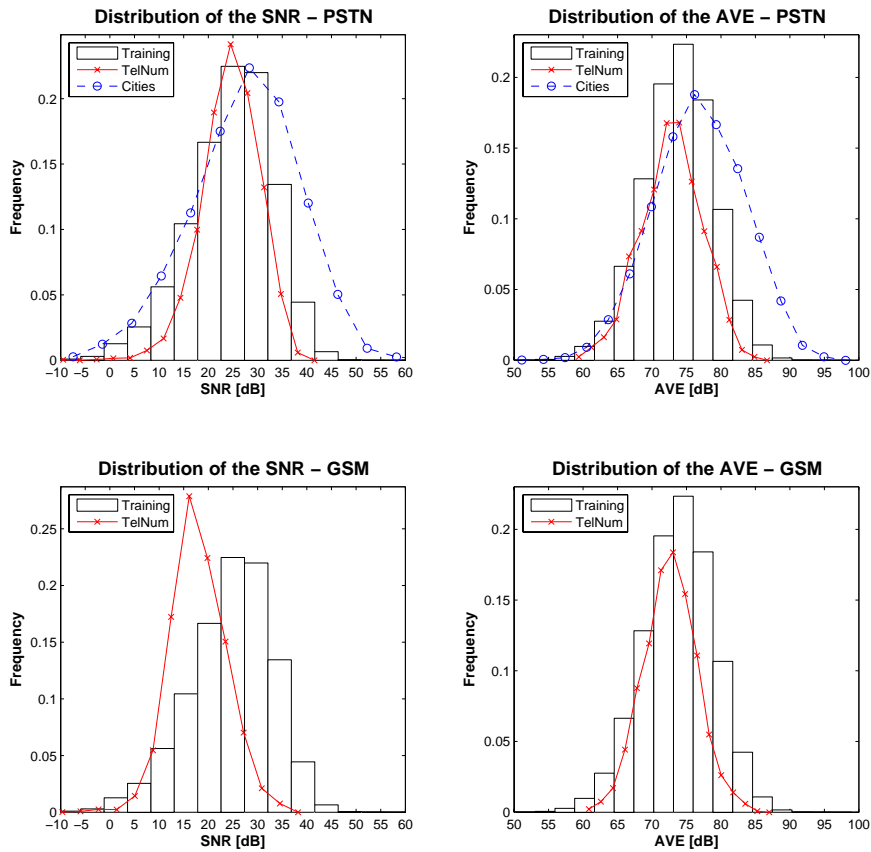 Distribution of the SNR – PSTN
Training
TelNum
Cities
0.2
0.15
0.1
0.05
0
Frequency
−10 −5 0 5 10 15 20 25 30 35 40 45 50 55 60
SNR [dB]
Distribution of the AVE – PSTN
Training
TelNum
Cities
0.2
0.15
0.1
0.05
0
Frequency
50 55 60 65 70 75 80 85 90 95 100
AVE [dB]
Distribution of the SNR – GSM
Training
TelNum
0.25
0.2
0.15
0.1
0.05
0
Frequency
−10 −5 0 5 10 15 20 25 30 35 40 45 50 55 60
SNR [dB]
Distribution of the AVE – GSM
Training
TelNum
0.2
0.15
0.1
0.05
0
Frequency
50 55 60 65 70 75 80 85 90 95 100
AVE [dB]